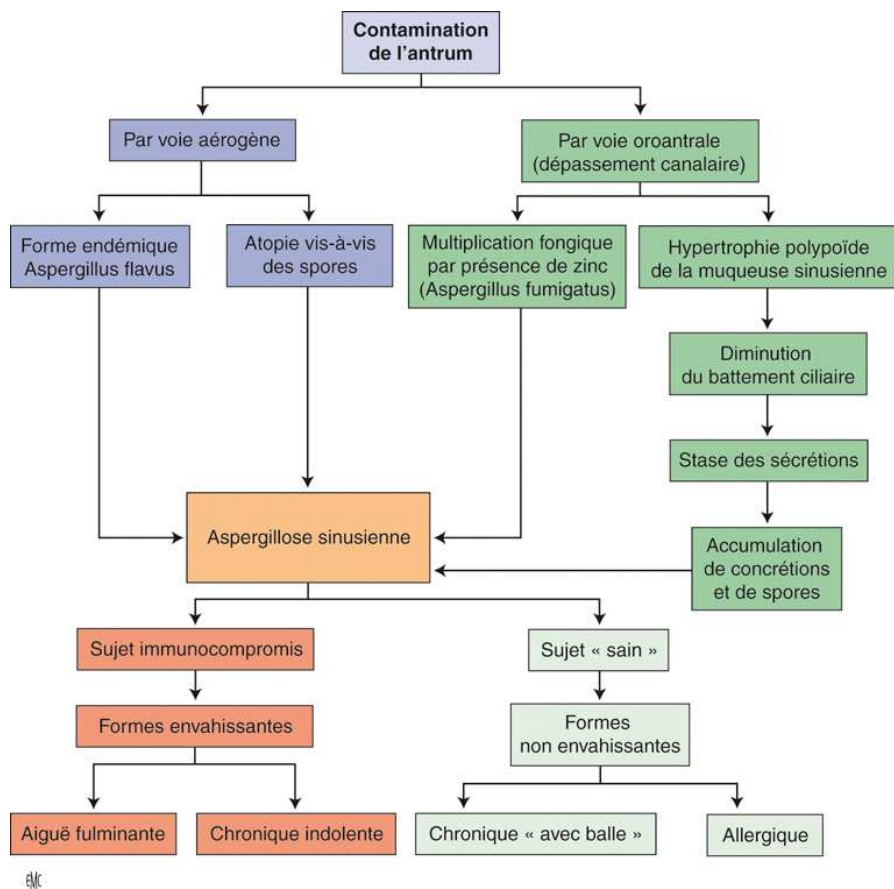 Contamination
de l'antrum
Par voie aérogène
Par voie oroantrale
(dépassement canalaire)
Forme endémique
Aspergillus flavus
Atopie vis-à-vis
des spores
Multiplication fongique
par présence de zinc
(Aspergillus fumigatus)
Hypertrophie polypoïde
de la muqueuse sinusienne
Diminution
du battement ciliaire
Stase des sécrétions
Aspergillose sinusienne
Accumulation
de concrétions
et de spores
Sujet immunocompromis
Sujet « sain »
Formes envahissantes
Formes
non envahissantes
Aiguë fulminante
Chronique indolente
Chronique « avec balle »
Allergique
EMC